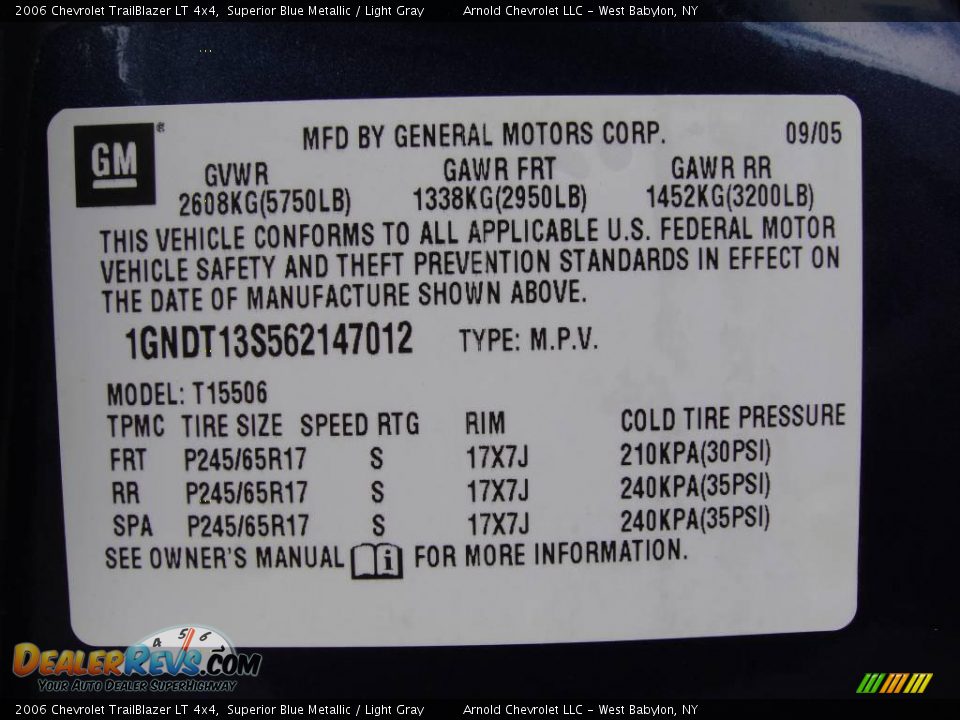 2006 Chevrolet TrailBlazer LT 4x4, Superior Blue Metallic / Light Gray Arnold Chevrolet LLC - West Babylon, NY
GM ® MFD BY GENERAL MOTORS CORP. 09/05
GVWR GAWR FRT GAWR RR
2608KG(5750LB) 1338KG(2950LB) 1452KG(3200LB)
THIS VEHICLE CONFORMS TO ALL APPLICABLE U.S. FEDERAL MOTOR
VEHICLE SAFETY AND THEFT PREVENTION STANDARDS IN EFFECT ON
THE DATE OF MANUFACTURE SHOWN ABOVE.
1GNDT13S562147012 TYPE: M.P.V.
MODEL: T15506
TPMC TIRE SIZE SPEED RTG RIM COLD TIRE PRESSURE
FRT P245/65R17 S 17X7J 210KPA(30PSI)
RR P245/65R17 S 17X7J 240KPA(35PSI)
SPA P245/65R17 S 17X7J 240KPA(35PSI)
SEE OWNER'S MANUAL i FOR MORE INFORMATION.
4 5 6
DEALERREVS.COM
YOUR AUTO DEALER SUPERHIGHWAY
2006 Chevrolet TrailBlazer LT 4x4, Superior Blue Metallic / Light Gray Arnold Chevrolet LLC - West Babylon, NY